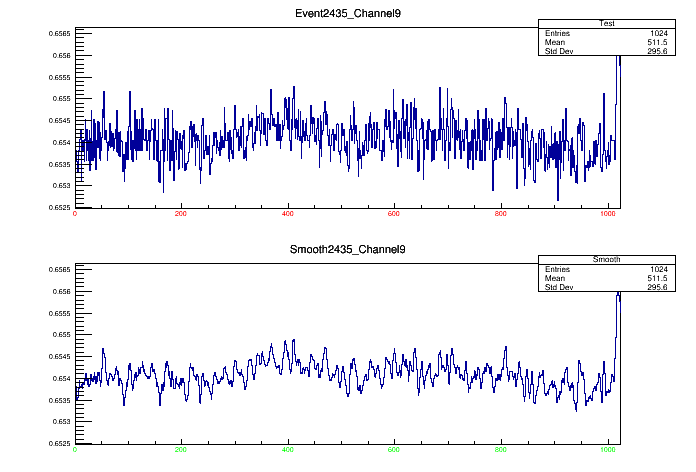 Event2435_Channel9
Test
Entries 1024
Mean 511.5
Std Dev 295.6
0.6565
0.656
0.6555
0.655
0.6545
0.654
0.6535
0.653
0.6525
0 200 400 600 800 1000
Smooth2435_Channel9
Smooth
Entries 1024
Mean 511.5
Std Dev 295.6
0.6565
0.656
0.6555
0.655
0.6545
0.654
0.6535
0.653
0.6525
0 200 400 600 800 1000